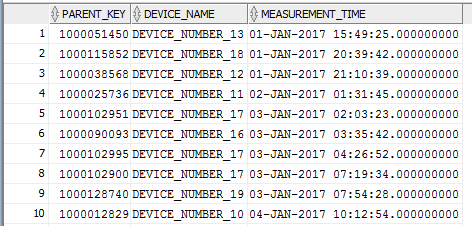 PARENT_KEY DEVICE_NAME MEASUREMENT_TIME
1 1000051450 DEVICE_NUMBER_13 01-JAN-2017 15:49:25.000000000
2 1000115852 DEVICE_NUMBER_18 01-JAN-2017 20:39:42.000000000
3 1000038568 DEVICE_NUMBER_12 01-JAN-2017 21:10:39.000000000
4 1000025736 DEVICE_NUMBER_11 02-JAN-2017 01:31:45.000000000
5 1000102951 DEVICE_NUMBER_17 03-JAN-2017 02:03:23.000000000
6 1000090093 DEVICE_NUMBER_16 03-JAN-2017 03:35:42.000000000
7 1000102995 DEVICE_NUMBER_17 03-JAN-2017 04:26:52.000000000
8 1000102900 DEVICE_NUMBER_17 03-JAN-2017 07:19:34.000000000
9 1000128740 DEVICE_NUMBER_19 03-JAN-2017 07:54:28.000000000
10 1000012829 DEVICE_NUMBER_10 04-JAN-2017 10:12:54.000000000